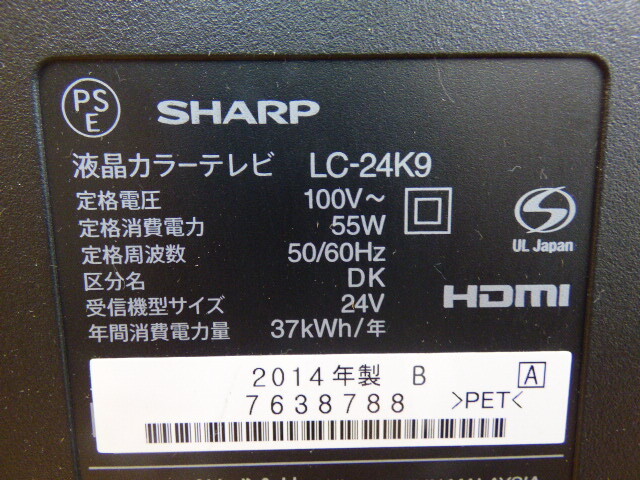 PSE SHARP
液晶カラーテレビ LC-24K9
定格電圧 100V～
定格消費電力 55W
定格周波数 50/60Hz
区分名 DK
受信機型サイズ 24V
年間消費電力量 37kWh/年
UL Japan
HDMI
2014年製 B A
7638788 >PET<